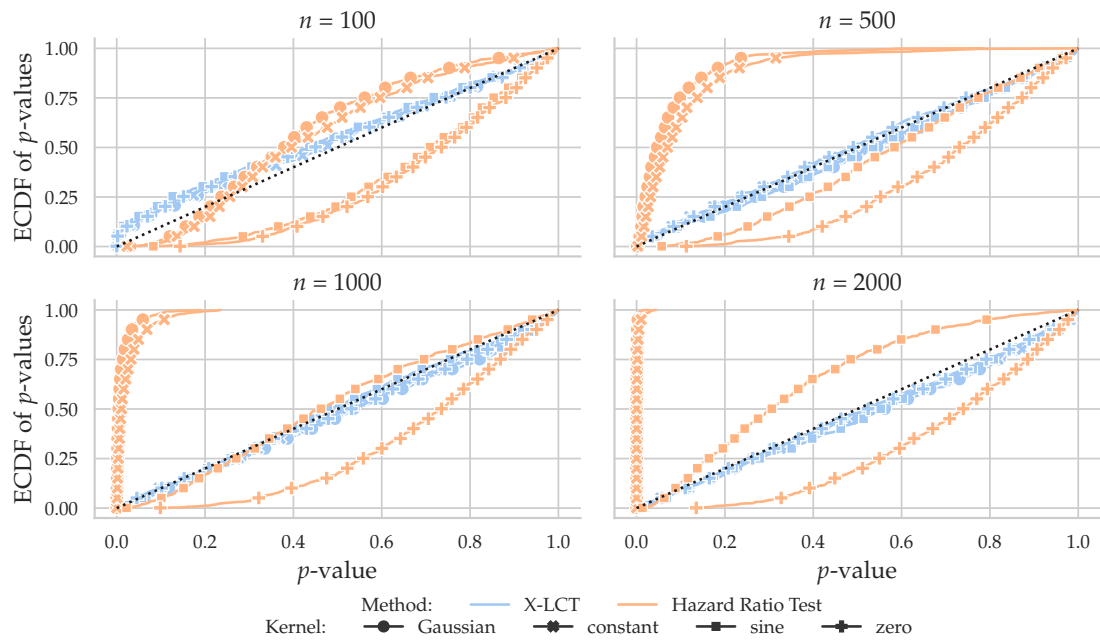 n = 100
n = 500
1.00
0.75
0.50
0.25
0.00
ECDF of p-values
n = 1000
n = 2000
1.00
0.75
0.50
0.25
0.00
ECDF of p-values
0.0 0.2 0.4 0.6 0.8 1.0
0.0 0.2 0.4 0.6 0.8 1.0
p-value
p-value
Method: X-LCT Hazard Ratio Test
Kernel: Gaussian constant sine zero